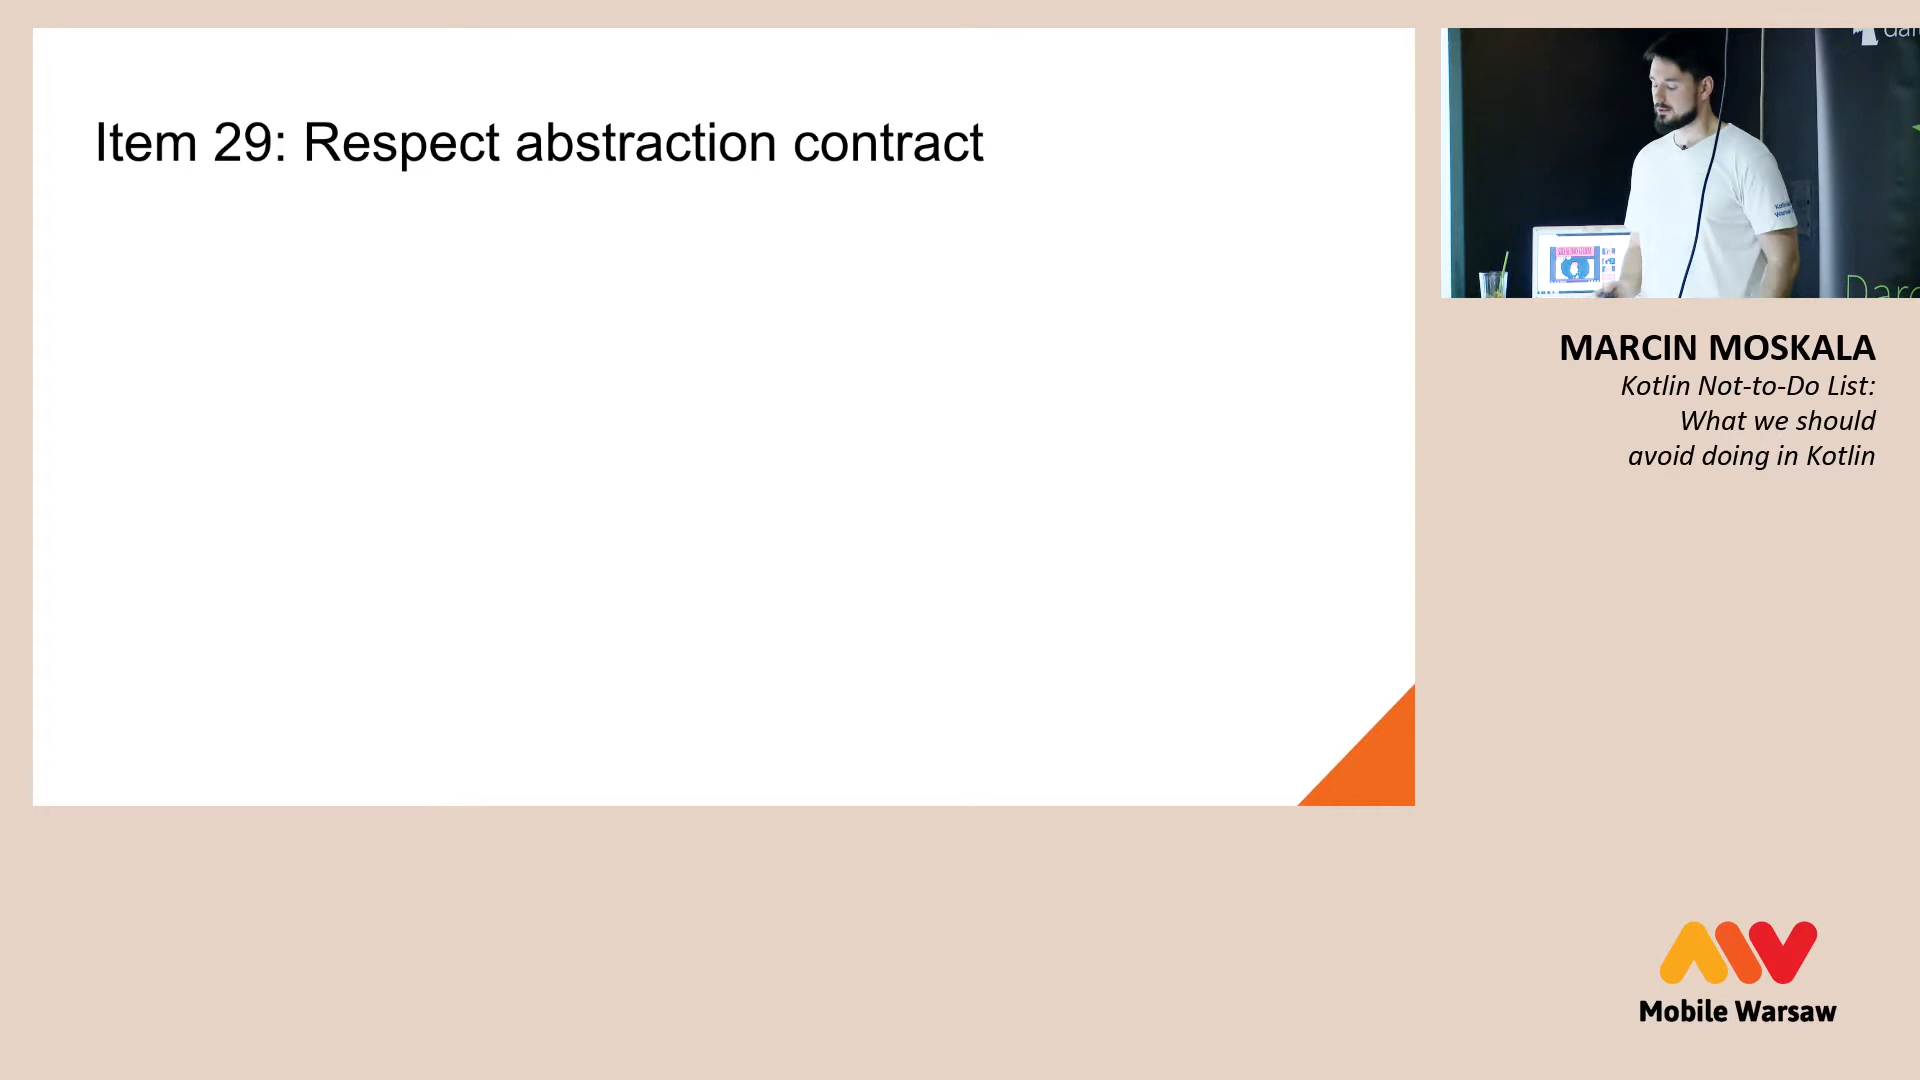 Item 29: Respect abstraction contract
MARCIN MOSKALA
Kotlin Not-to-Do List:
What we should
avoid doing in Kotlin
Mobile Warsaw